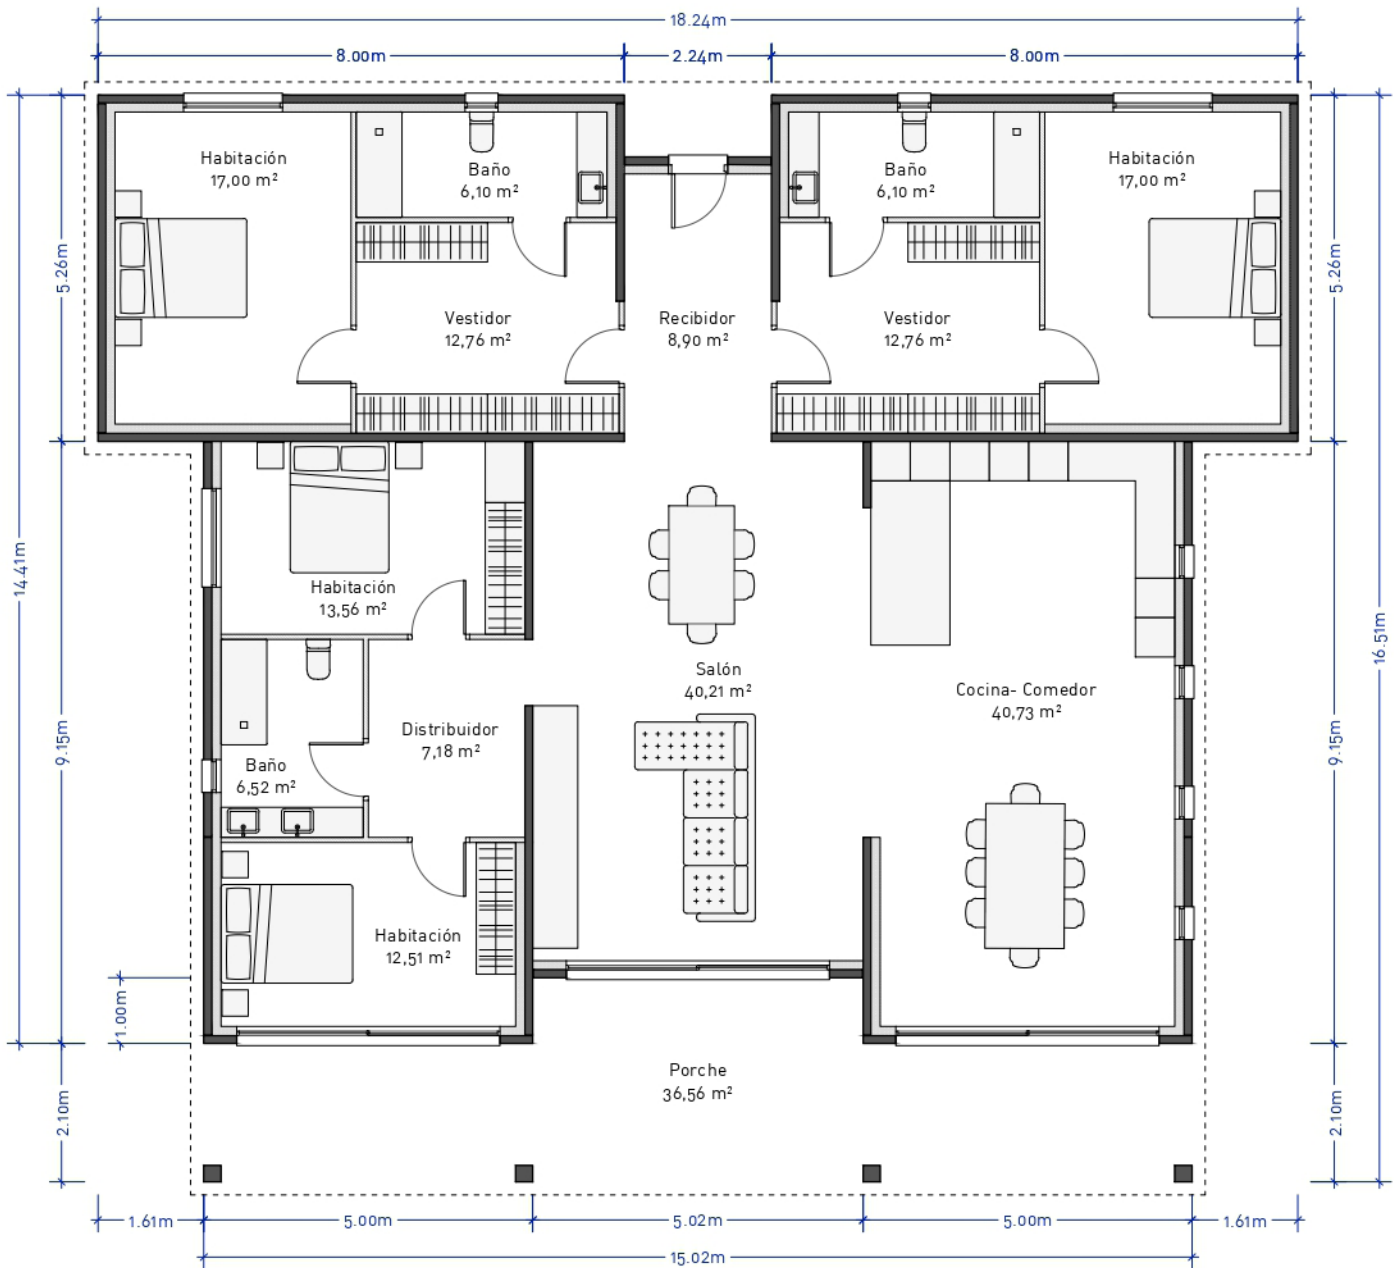 18.24m
8.00m
2.24m
8.00m
Habitación
17,00 m²
Baño
6,10 m²
Baño
6,10 m²
Habitación
17,00 m²
5.26m
5.26m
Vestidor
12,76 m²
Recibidor
8,90 m²
Vestidor
12,76 m²
14.41m
16.51m
Habitación
13,56 m²
Salón
40,21 m²
Cocina- Comedor
40,73 m²
9.15m
9.15m
Distribuidor
7,18 m²
Baño
6,52 m²
Habitación
12,51 m²
1.00m
Porche
36,56 m²
2.10m
2.10m
1.61m
5.00m
5.02m
5.00m
1.61m
15.02m